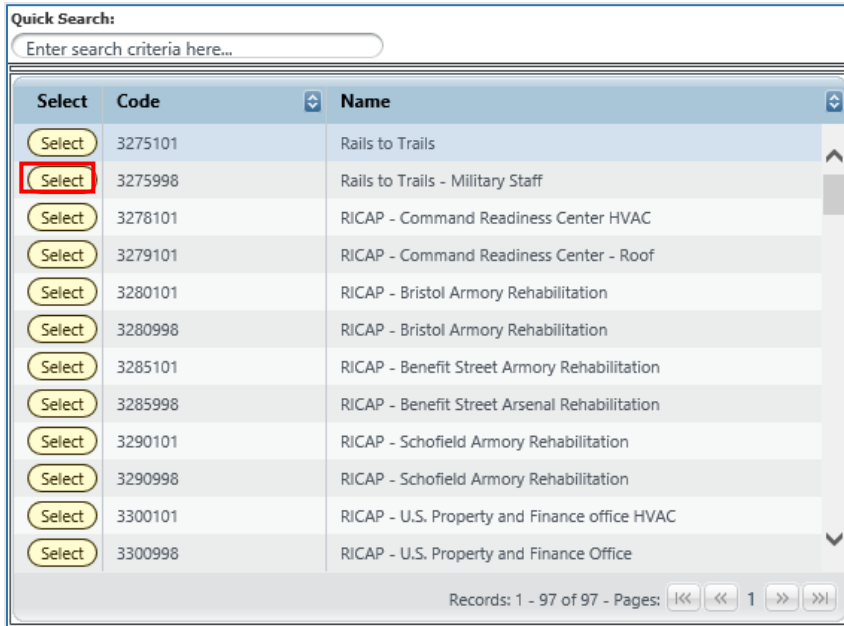 Quick Search:
Enter search criteria here...
Select Code Name
Select 3275101 Rails to Trails
Select 3275998 Rails to Trails - Military Staff
Select 3278101 RICAP - Command Readiness Center HVAC
Select 3279101 RICAP - Command Readiness Center - Roof
Select 3280101 RICAP - Bristol Armory Rehabilitation
Select 3280998 RICAP - Bristol Armory Rehabilitation
Select 3285101 RICAP - Benefit Street Armory Rehabilitation
Select 3285998 RICAP - Benefit Street Arsenal Rehabilitation
Select 3290101 RICAP - Schofield Armory Rehabilitation
Select 3290998 RICAP - Schofield Armory Rehabilitation
Select 3300101 RICAP - U.S. Property and Finance office HVAC
Select 3300998 RICAP - U.S. Property and Finance Office
Records: 1 - 97 of 97 - Pages: 1